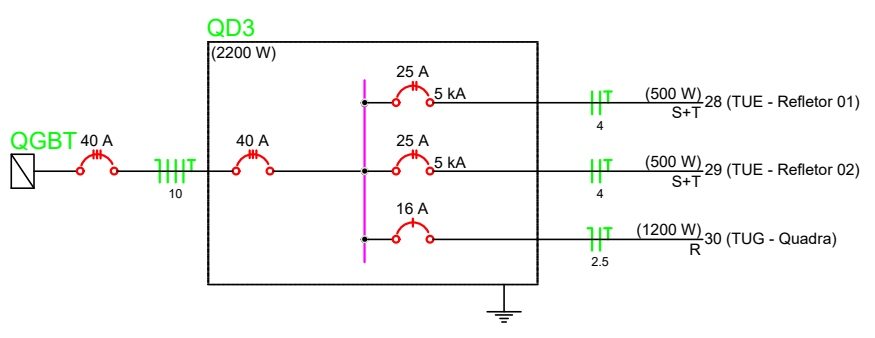 QD3
(2200 W)
25 A
5 kA
(500 W)
S+T
28 (TUE - Refletor 01)
4
QGBT
40 A
10
40 A
25 A
5 kA
(500 W)
S+T
29 (TUE - Refletor 02)
4
16 A
(1200 W)
R
30 (TUG - Quadra)
2.5